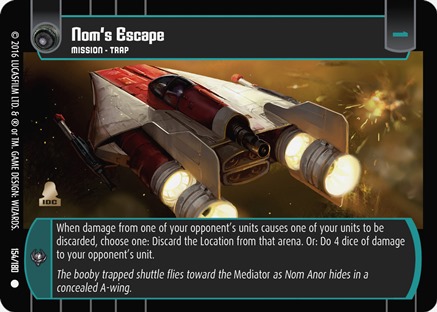 Nom's Escape
MISSION - TRAP
© 2016 LUCASFILM LTD. & ® or TM. GAME DESIGN: WIZARDS.
IDC
154/180
When damage from one of your opponent's units causes one of your units to be
discarded, choose one: Discard the Location from that arena. Or: Do 4 dice of damage
to your opponent's unit.
The booby trapped shuttle flies toward the Mediator as Nom Anor hides in a
concealed A-wing.